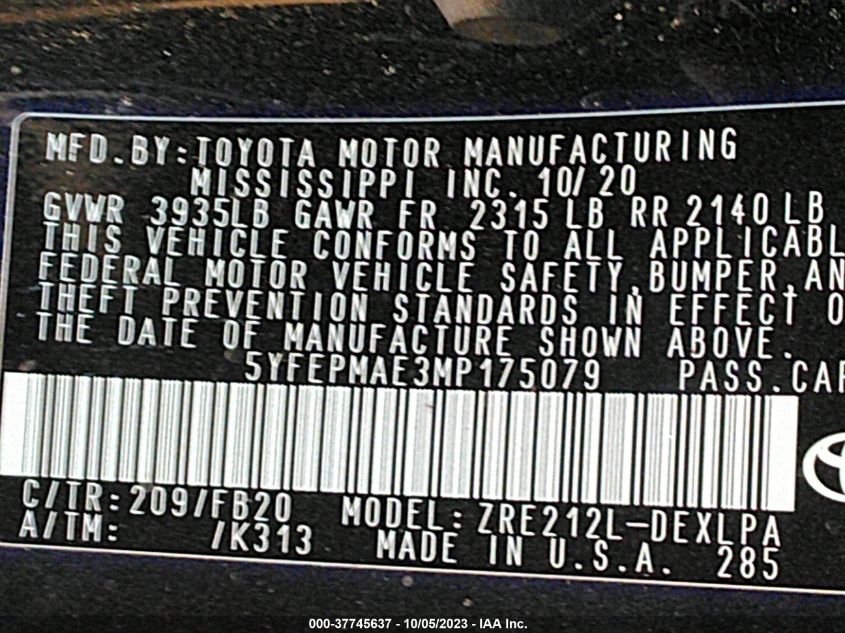 MFD.BY:TOYOTA MOTOR MANUFACTURING
MISSISSIPPI INC. 10/20
GVWR 3935LB GAWR FR 2315 LB RR 2140 LB
THIS VEHICLE CONFORMS TO ALL APPLICABL
FEDERAL MOTOR VEHICLE SAFETY, BUMPER, AN
THEFT PREVENTION STANDARDS IN EFFECT O
THE DATE OF MANUFACTURE SHOWN ABOVE.
5YFEPMAE3MP175079 PASS.CAR
C/TR:209/FB20 MODEL:ZRE212L-DEXLPA
A/TM: /K313 MADE IN U.S.A. 285
000-37745637 - 10/05/2023 - IAA Inc.